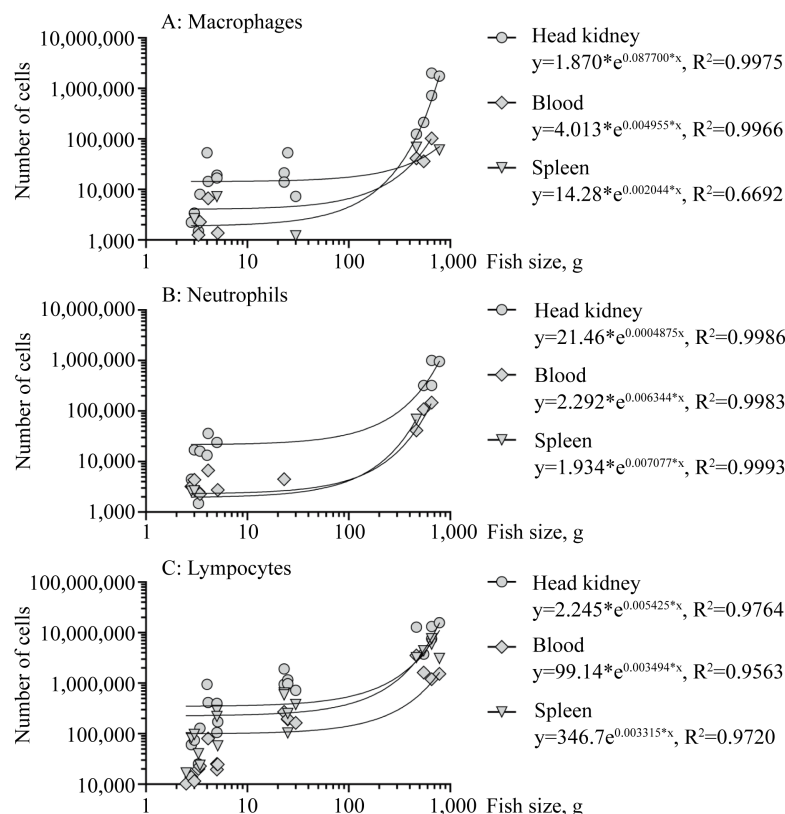 A: Macrophages
Number of cells
10,000,000
1,000,000
100,000
10,000
1,000
1
10
100
1,000
Fish size, g
Head kidney
y=1.870*e^0.087700*x, R²=0.9975
Blood
y=4.013*e^0.004955*x, R²=0.9966
Spleen
y=14.28*e^0.002044*x, R²=0.6692
B: Neutrophils
Number of cells
10,000,000
1,000,000
100,000
10,000
1,000
1
10
100
1,000
Fish size, g
Head kidney
y=21.46*e^0.0004875x, R²=0.9986
Blood
y=2.292*e^0.006344*x, R²=0.9983
Spleen
y=1.934*e^0.007077*x, R²=0.9993
C: Lympocytes
Number of cells
100,000,000
10,000,000
1,000,000
100,000
10,000
1
10
100
1,000
Fish size, g
Head kidney
y=2.245*e^0.005425*x, R²=0.9764
Blood
y=99.14*e^0.003494*x, R²=0.9563
Spleen
y=346.7e^0.003315*x, R²=0.9720